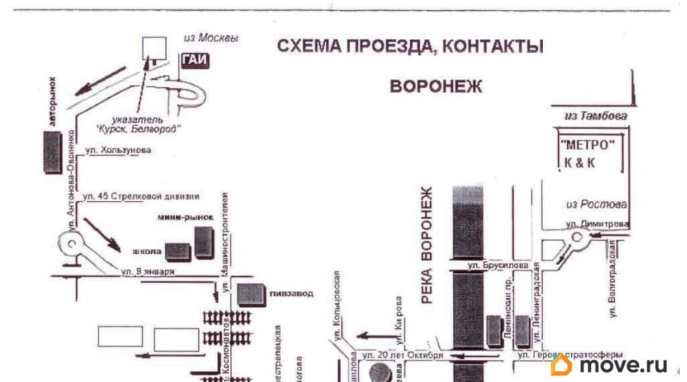 СХЕМА ПРОЕЗДА, КОНТАКТЫ
ВОРОНЕЖ
из Москвы
ГАИ
указатель
"Курск, Белгород"
авторынок
ул. Антонова-Овсиенко
ул. Хользунова
ул. 45 Стрелковой дивизии
мини-рынок
школа
ул. Машиностроителей
ул. 9 января
пивзавод
Космонавтов
ул. Кольцовская
ул. Кирова
РЕКА ВОРОНЕЖ
из Тамбова
"МЕТРО"
К & К
из Ростова
ул. Димитрова
ул. Брусилова
Ленинский пр.
ул. Ленинградская
ул. Волгоградская
ул. 20 лет Октября
ул. Героев стратосферы
move.ru